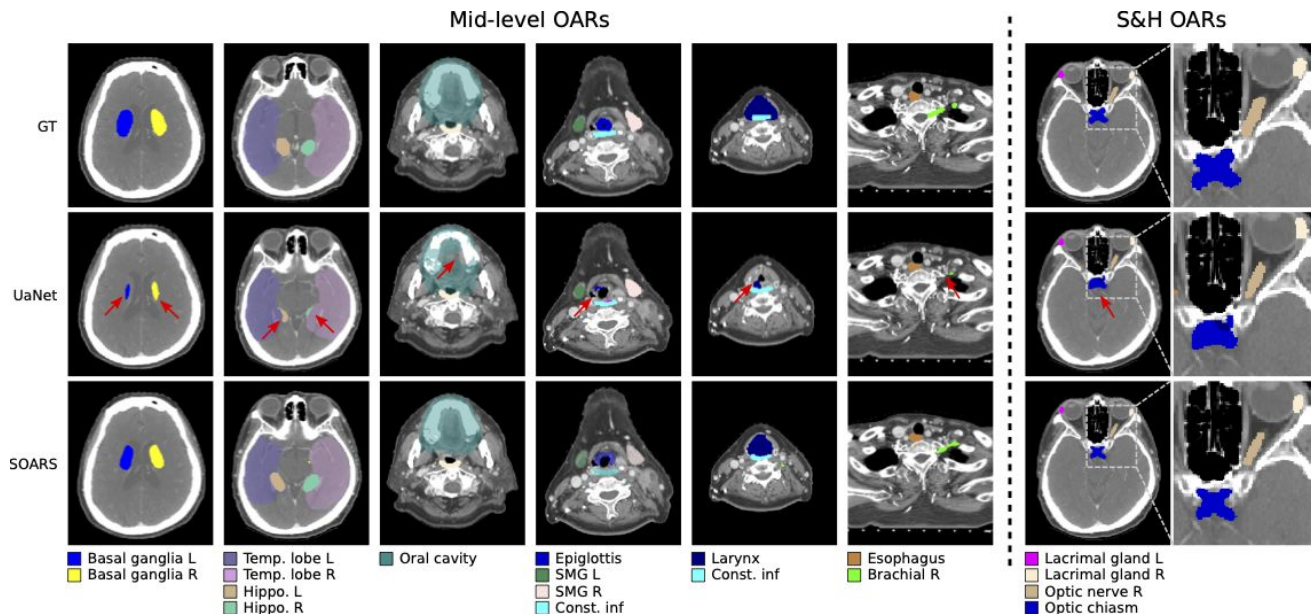 Mid-level OARs
S&H OARs
GT
UaNet
SOARS
Basal ganglia L
Basal ganglia R
Temp. lobe L
Temp. lobe R
Hippo. L
Hippo. R
Oral cavity
Epiglottis
SMG L
SMG R
Const. inf
Larynx
Const. inf
Esophagus
Brachial R
Lacrimal gland L
Lacrimal gland R
Optic nerve R
Optic chiasm